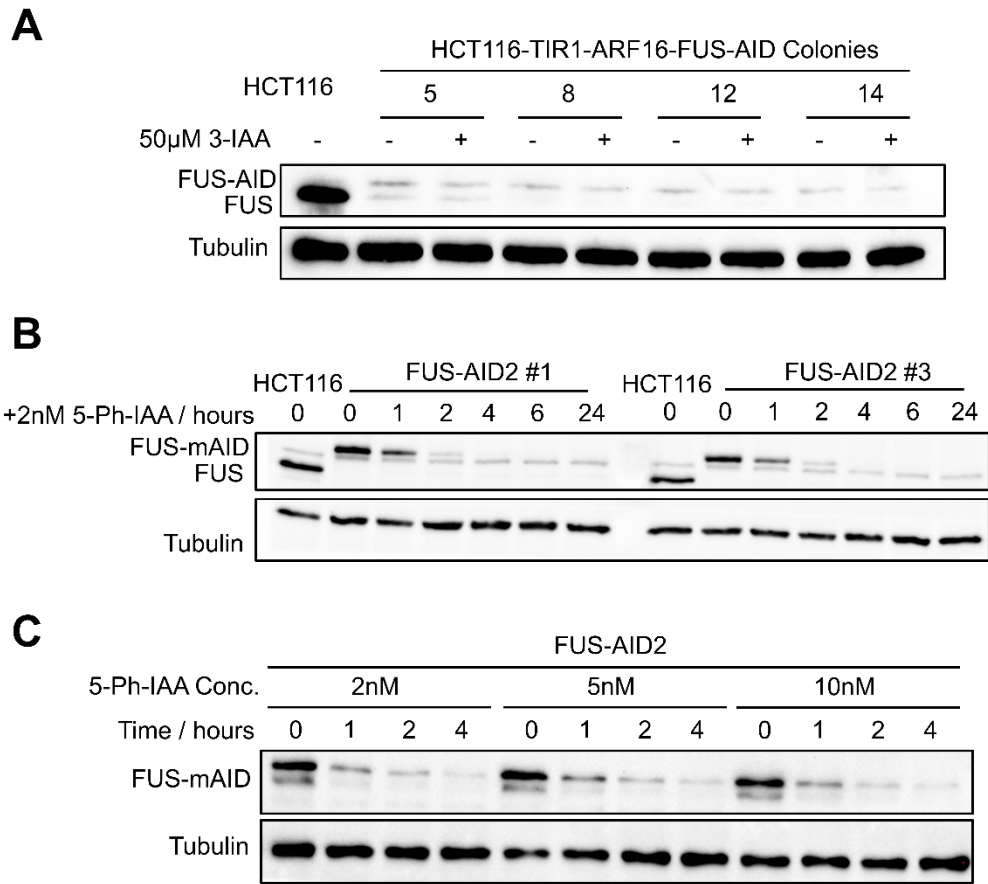 A
HCT116-TIR1-ARF16-FUS-AID Colonies
HCT116
5 8 12 14
50µM 3-IAA - - + - + - + - +
FUS-AID
FUS
Tubulin
B
HCT116 FUS-AID2 #1 HCT116 FUS-AID2 #3
+2nM 5-Ph-IAA / hours 0 0 1 2 4 6 24 0 0 1 2 4 6 24
FUS-mAID
FUS
Tubulin
C
FUS-AID2
5-Ph-IAA Conc. 2nM 5nM 10nM
Time / hours 0 1 2 4 0 1 2 4 0 1 2 4
FUS-mAID
Tubulin